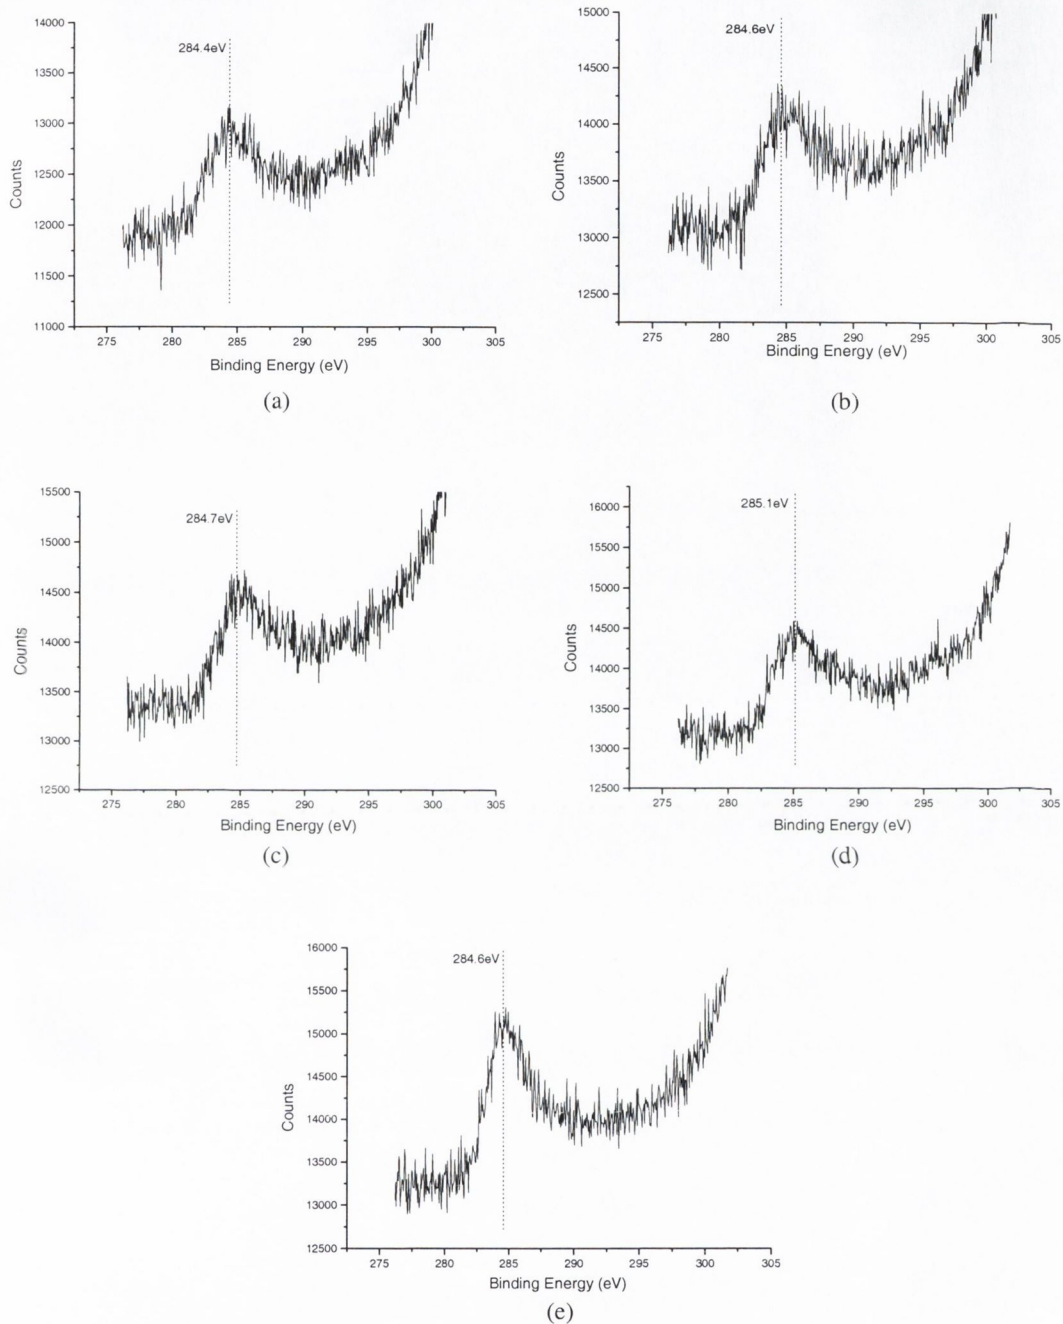 14000
13500
13000
12500
12000
11500
11000
Counts
284.4eV
275 280 285 290 295 300 305
Binding Energy (eV)
(a)
15000
14500
14000
13500
13000
12500
Counts
284.6eV
275 280 285 290 295 300 305
Binding Energy (eV)
(b)
15500
15000
14500
14000
13500
13000
12500
Counts
284.7eV
275 280 285 290 295 300 305
Binding Energy (eV)
(c)
16000
15500
15000
14500
14000
13500
13000
12500
Counts
285.1eV
275 280 285 290 295 300 305
Binding Energy (eV)
(d)
16000
15500
15000
14500
14000
13500
13000
12500
Counts
284.6eV
275 280 285 290 295 300 305
Binding Energy (eV)
(e)